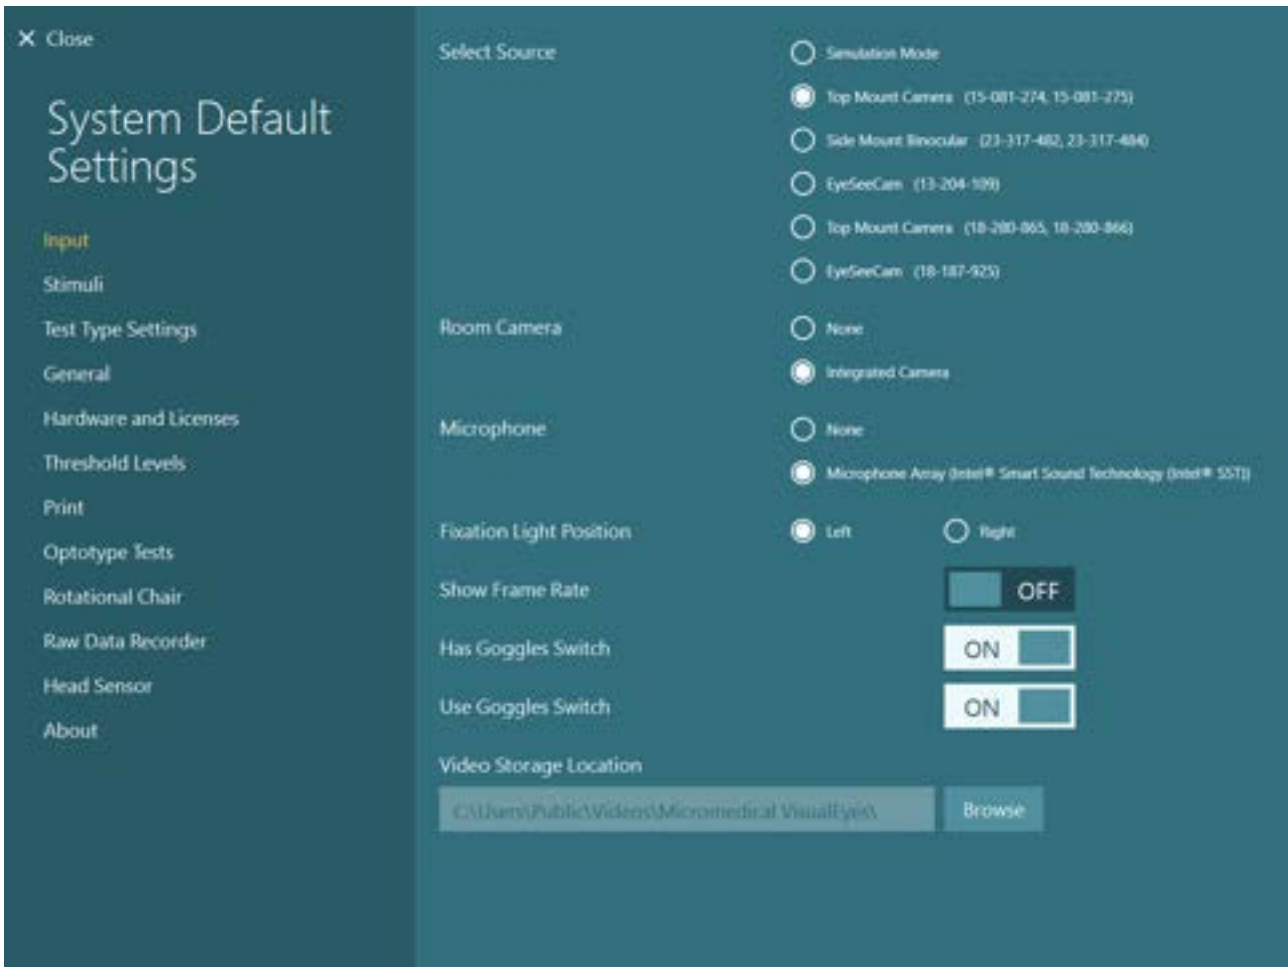 Close
System Default
Settings
Input
Stimuli
Test Type Settings
General
Hardware and Licenses
Threshold Levels
Print
Optotype Tests
Rotational Chair
Raw Data Recorder
Head Sensor
About
Select Source
Simulation Mode
Top Mount Camera (15-081-274, 15-081-275)
Side Mount Binocular (23-317-482, 23-317-484)
EyeSeeCam (13-204-109)
Top Mount Camera (18-280-865, 18-280-866)
EyeSeeCam (18-187-925)
Room Camera
None
Integrated Camera
Microphone
None
Microphone Array (Intel® Smart Sound Technology (Intel® SST))
Fixation Light Position
Left Right
Show Frame Rate
OFF
Has Goggles Switch
ON
Use Goggles Switch
ON
Video Storage Location
C:\Users\Public\Videos\Micromedical VisualEyes\
Browse